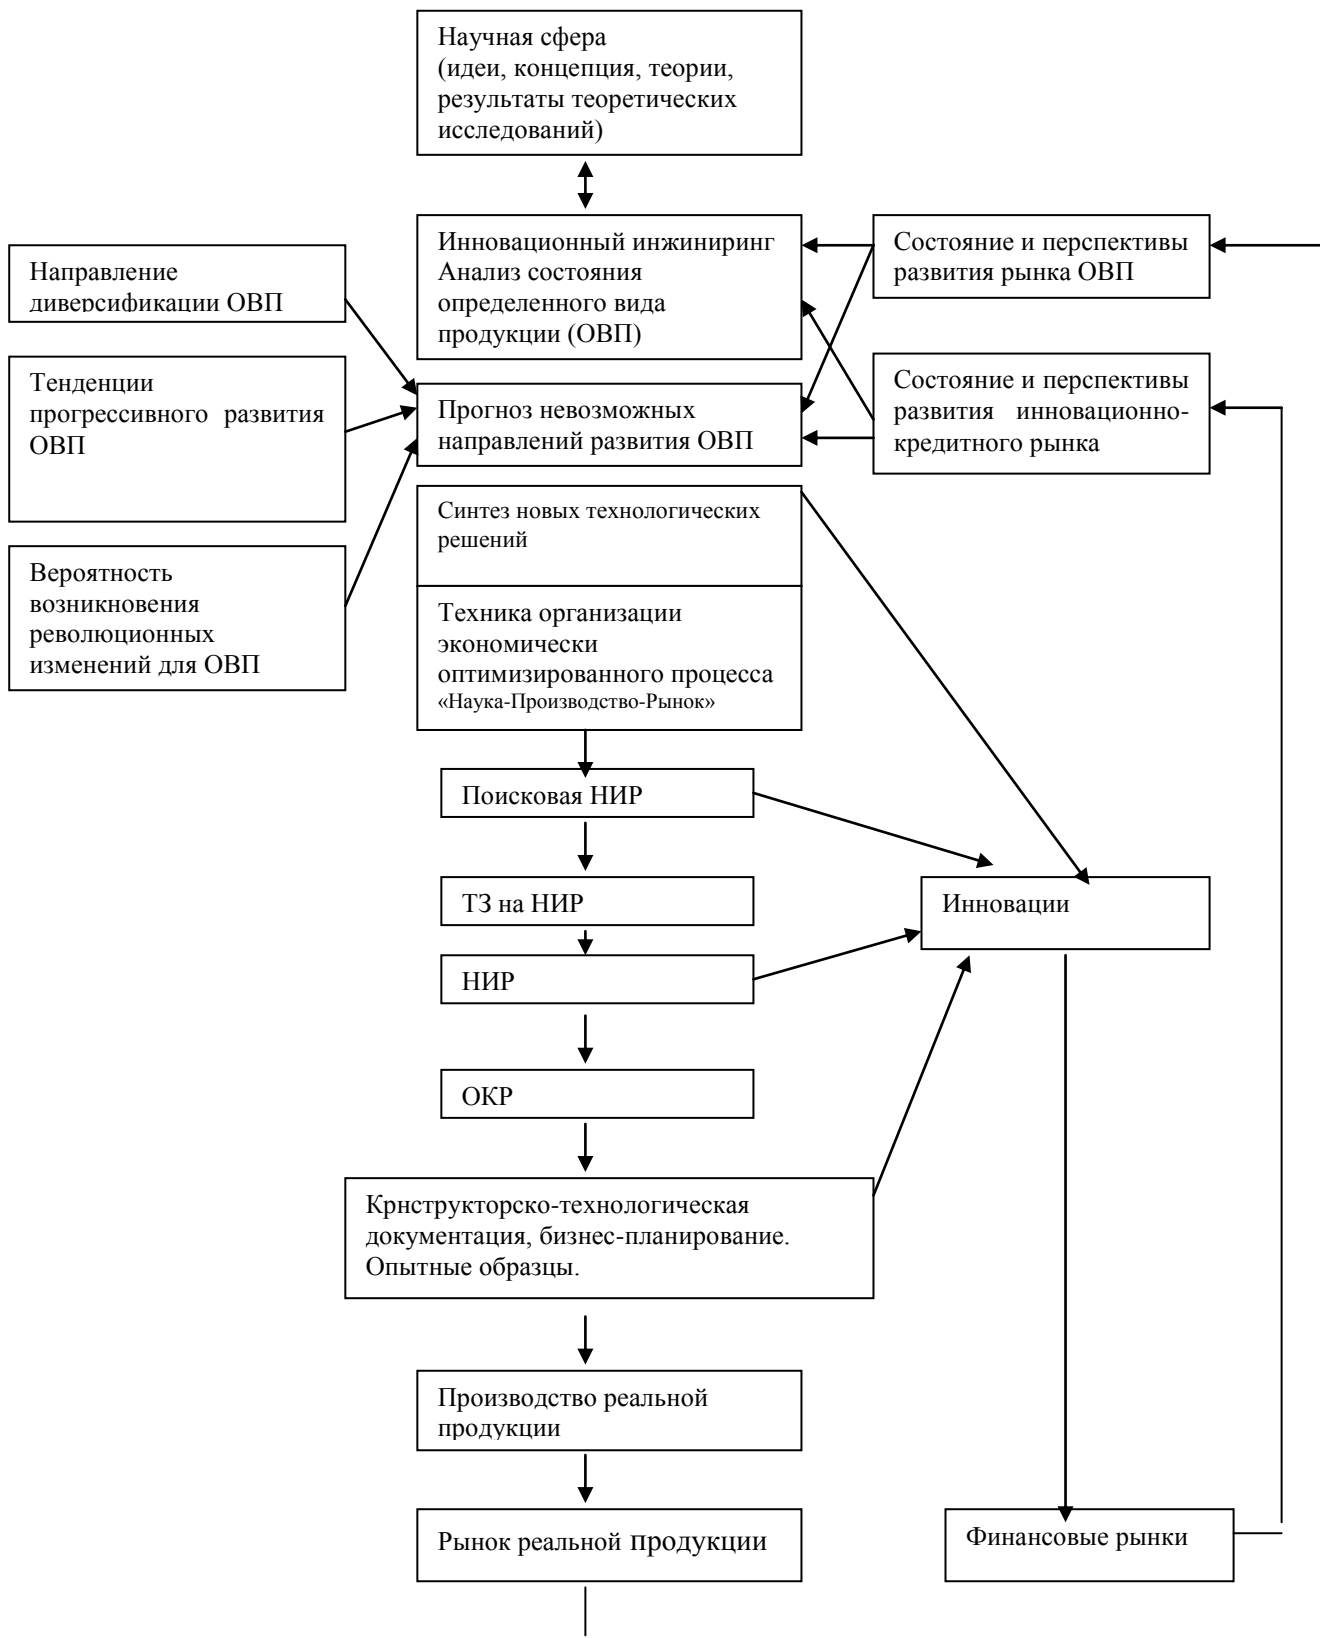 Научная сфера
(идеи, концепция, теории,
результаты теоретических
исследований)
Инновационный инжиниринг
Анализ состояния
определенного вида
продукции (ОВП)
Состояние и перспективы
развития рынка ОВП
Направление
диверсификации ОВП
Тенденции
прогрессивного развития
ОВП
Прогноз невозможных
направлений развития ОВП
Состояние и перспективы
развития инновационно-
кредитного рынка
Синтез новых технологических
решений
Вероятность
возникновения
революционных
изменений для ОВП
Техника организации
экономически
оптимизированного процесса
«Наука-Производство-Рынок»
Поисковая НИР
ТЗ на НИР
Инновации
НИР
ОКР
Крнструкторско-технологическая
документация, бизнес-планирование.
Опытные образцы.
Производство реальной
продукции
Рынок реальной продукции
Финансовые рынки